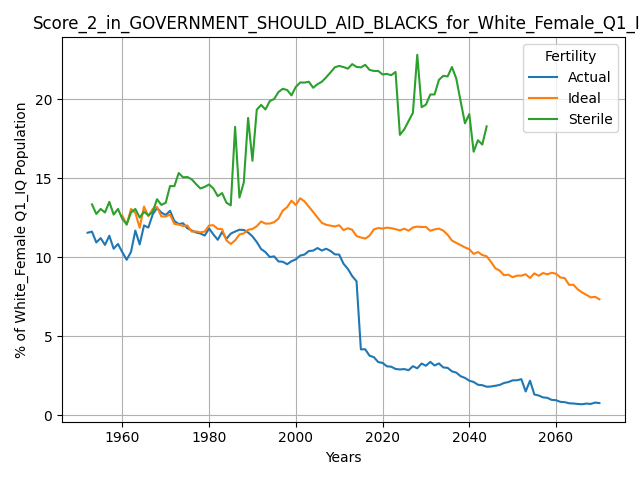 Score_2_in_GOVERNMENT_SHOULD_AID_BLACKS_for_White_Female_Q1_I
Fertility
Actual
Ideal
Sterile
% of White_Female Q1_IQ Population
20
15
10
5
0
1960
1980
2000
2020
2040
2060
Years